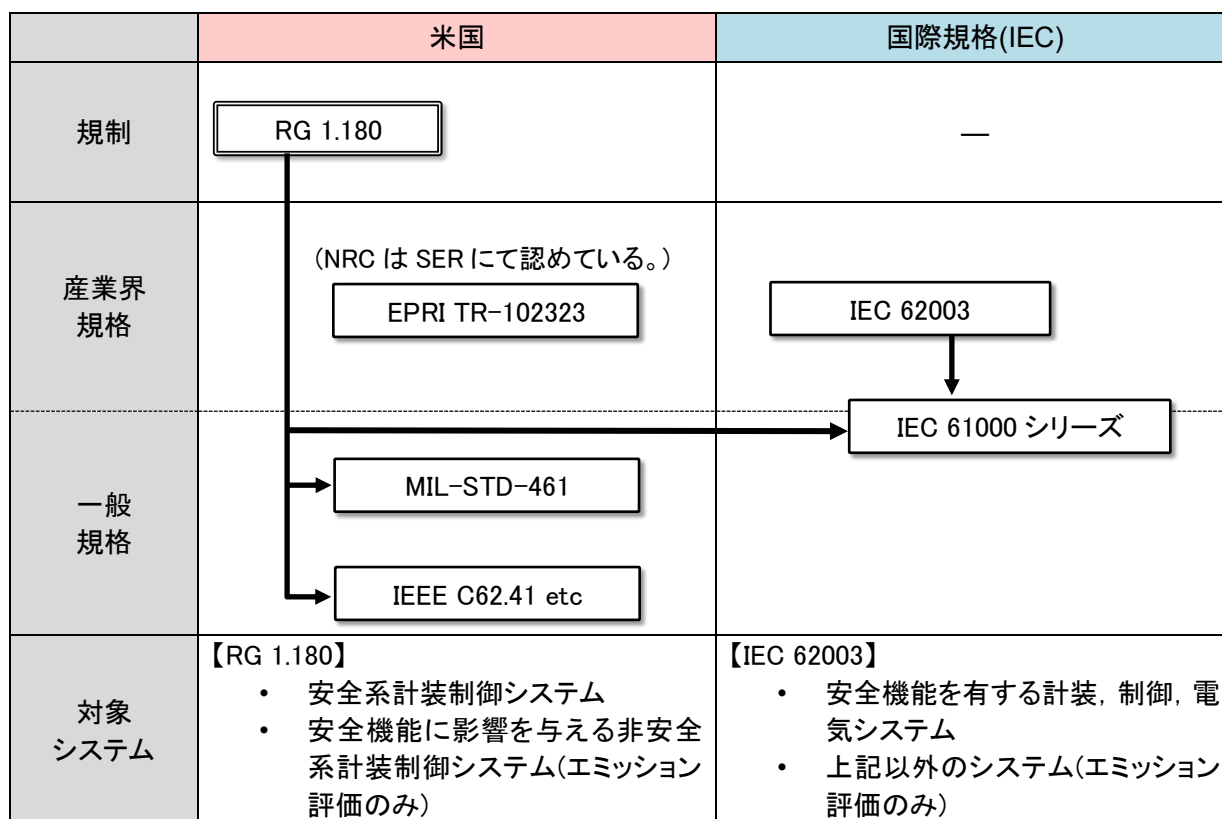 米国
国際規格(IEC)
規制
RG 1.180
―
産業界
規格
(NRC は SER にて認めている。)
EPRI TR-102323
IEC 62003
IEC 61000 シリーズ
一般
規格
MIL-STD-461
IEEE C62.41 etc
対象
システム
【RG 1.180】
• 安全系計装制御システム
• 安全機能に影響を与える非安全
系計装制御システム(エミッション
評価のみ)
【IEC 62003】
• 安全機能を有する計装, 制御, 電
気システム
• 上記以外のシステム(エミッション
評価のみ)